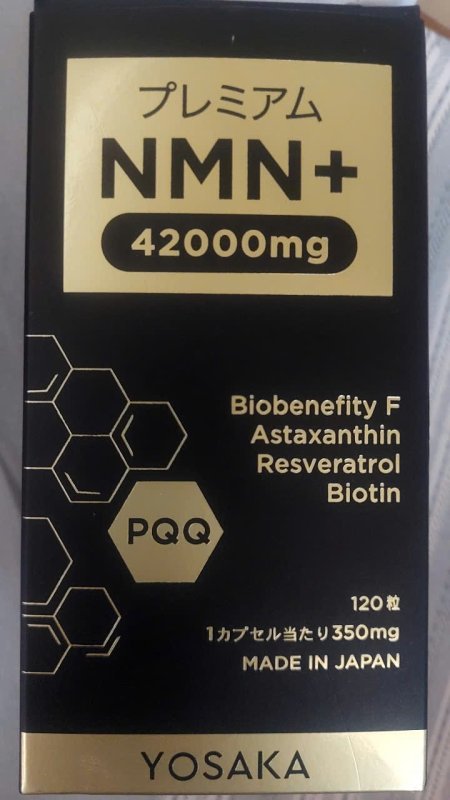 プレミアム
NMN+
42000mg
Biobenefity F
Astaxanthin
Resveratrol
Biotin
PQQ
120粒
1カプセル当たり350mg
MADE IN JAPAN
YOSAKA